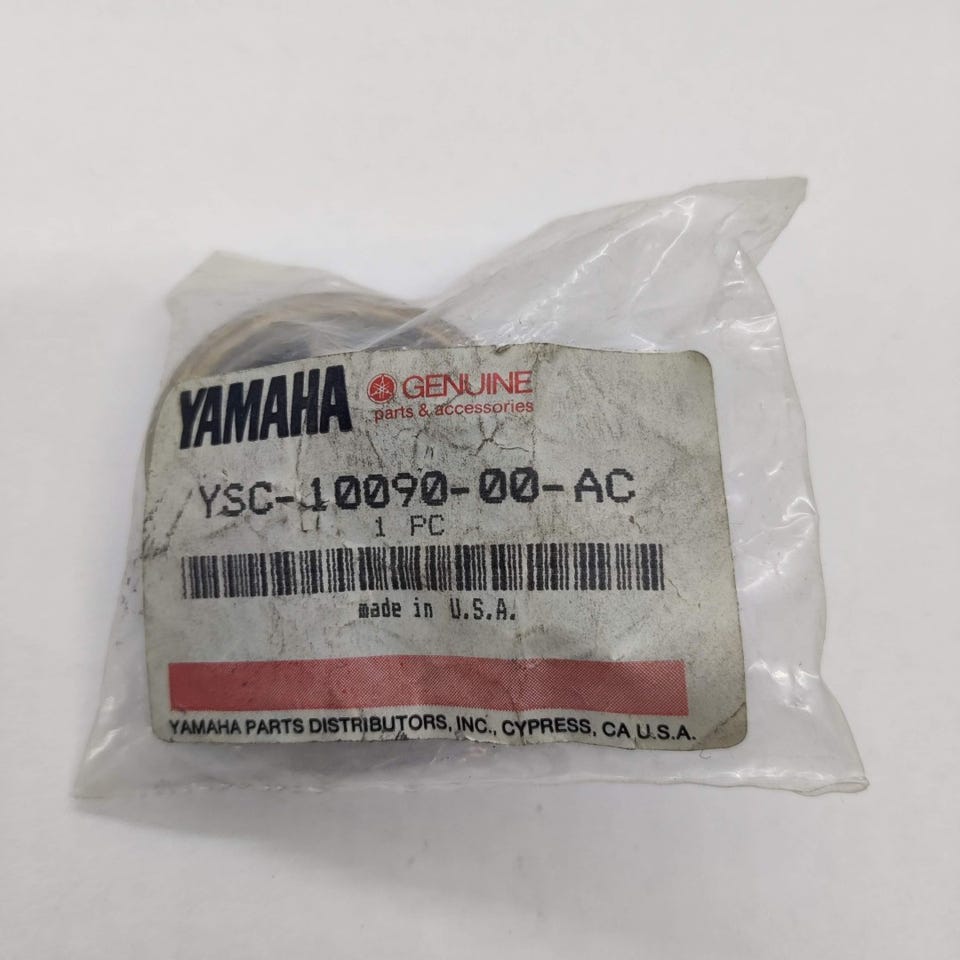 YAMAHA GENUINE
parts & accessories
YSC-10090-00-AC
1 PC
made in U.S.A.
YAMAHA PARTS DISTRIBUTORS, INC., CYPRESS, CA U.S.A.